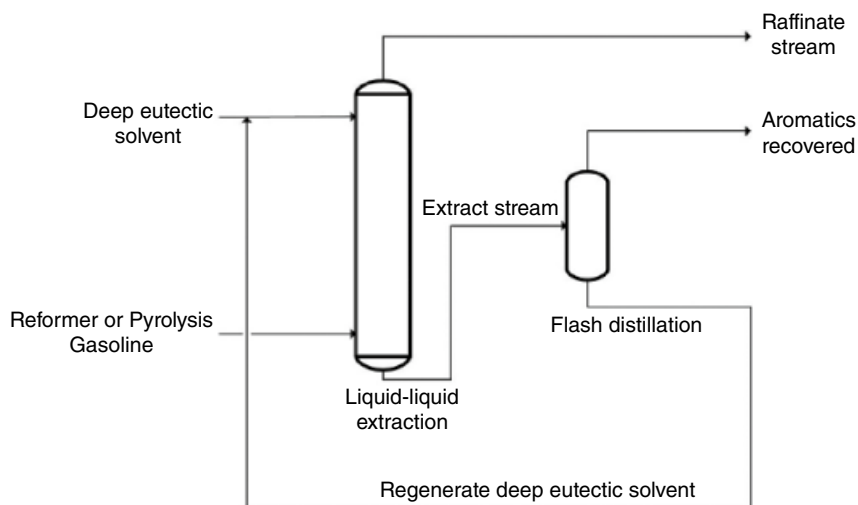 Raffinate
stream
Deep eutectic
solvent
Aromatics
recovered
Extract stream
Reformer or Pyrolysis
Gasoline
Flash distillation
Liquid-liquid
extraction
Regenerate deep eutectic solvent